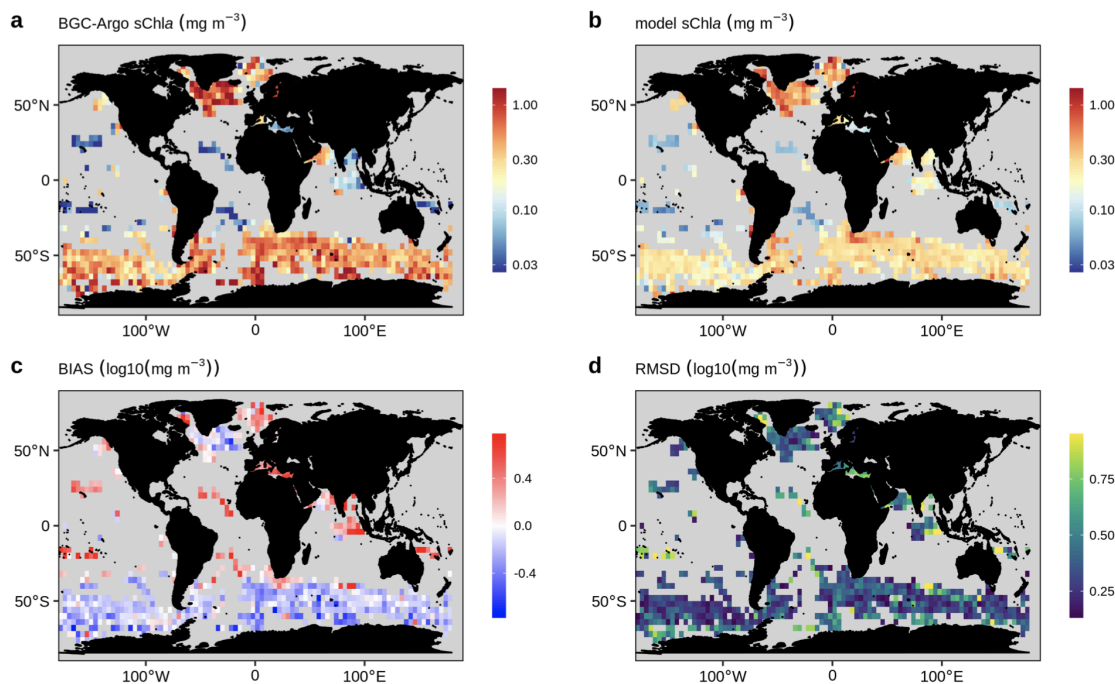 a BGC-Argo sChla (mg m⁻³)
50°N
0
50°S
100°W 0 100°E
1.00
0.30
0.10
0.03
b model sChla (mg m⁻³)
50°N
0
50°S
100°W 0 100°E
1.00
0.30
0.10
0.03
c BIAS (log10(mg m⁻³))
50°N
0
50°S
100°W 0 100°E
0.4
0.0
-0.4
d RMSD (log10(mg m⁻³))
50°N
0
50°S
100°W 0 100°E
0.75
0.50
0.25